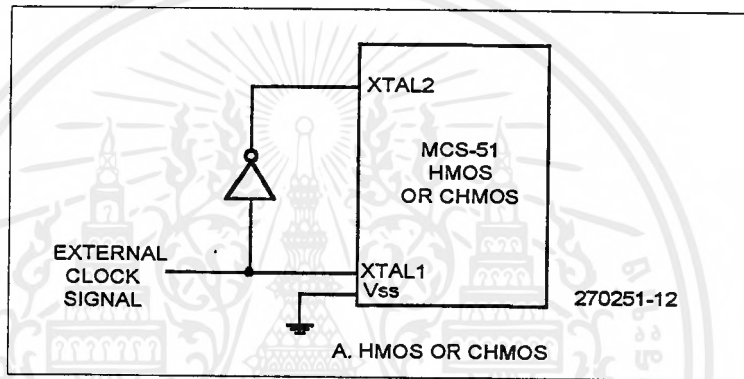 XTAL2
MCS-51
HMOS
OR CHMOS
EXTERNAL
CLOCK
SIGNAL
XTAL1
Vss
270251-12
A. HMOS OR CHMOS